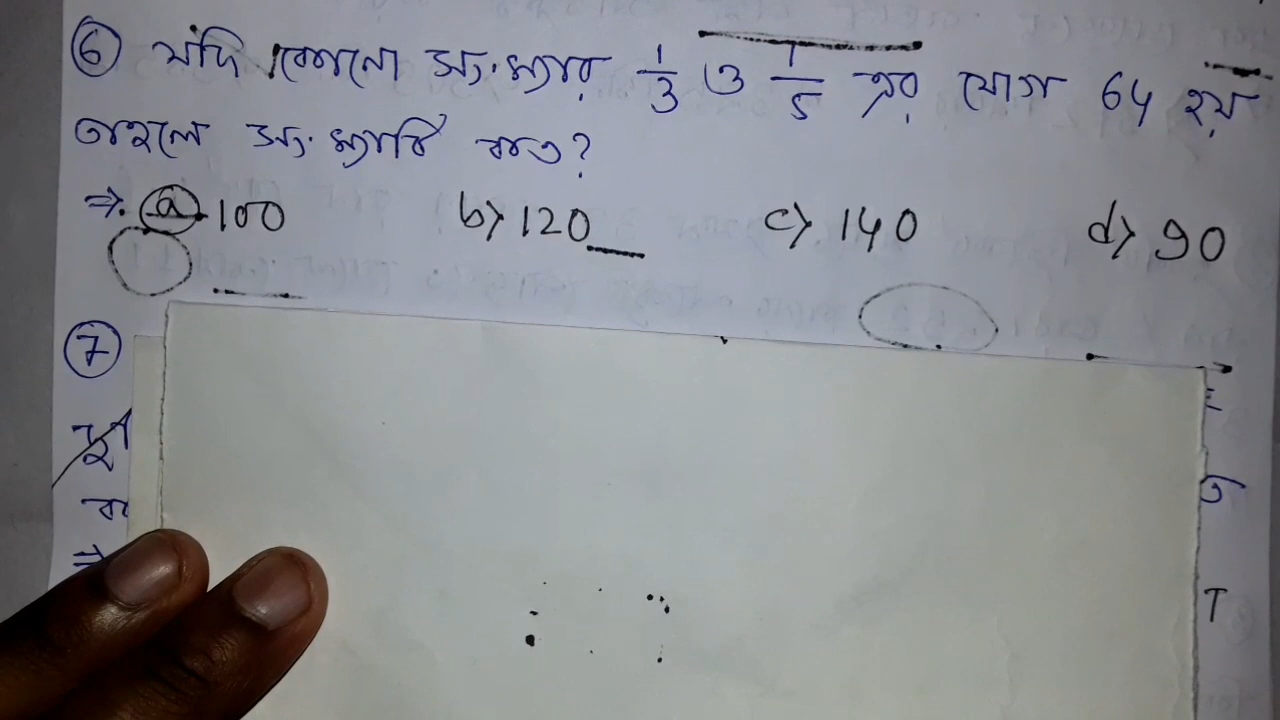 ⑥ যদি কোনো সংখ্যার 1/3 ও 1/5 এর যোগ 64 হয়
তাহলে সংখ্যাটি কত?
⇒ (a) 100 b) 120 c) 140 d) 90
⑦